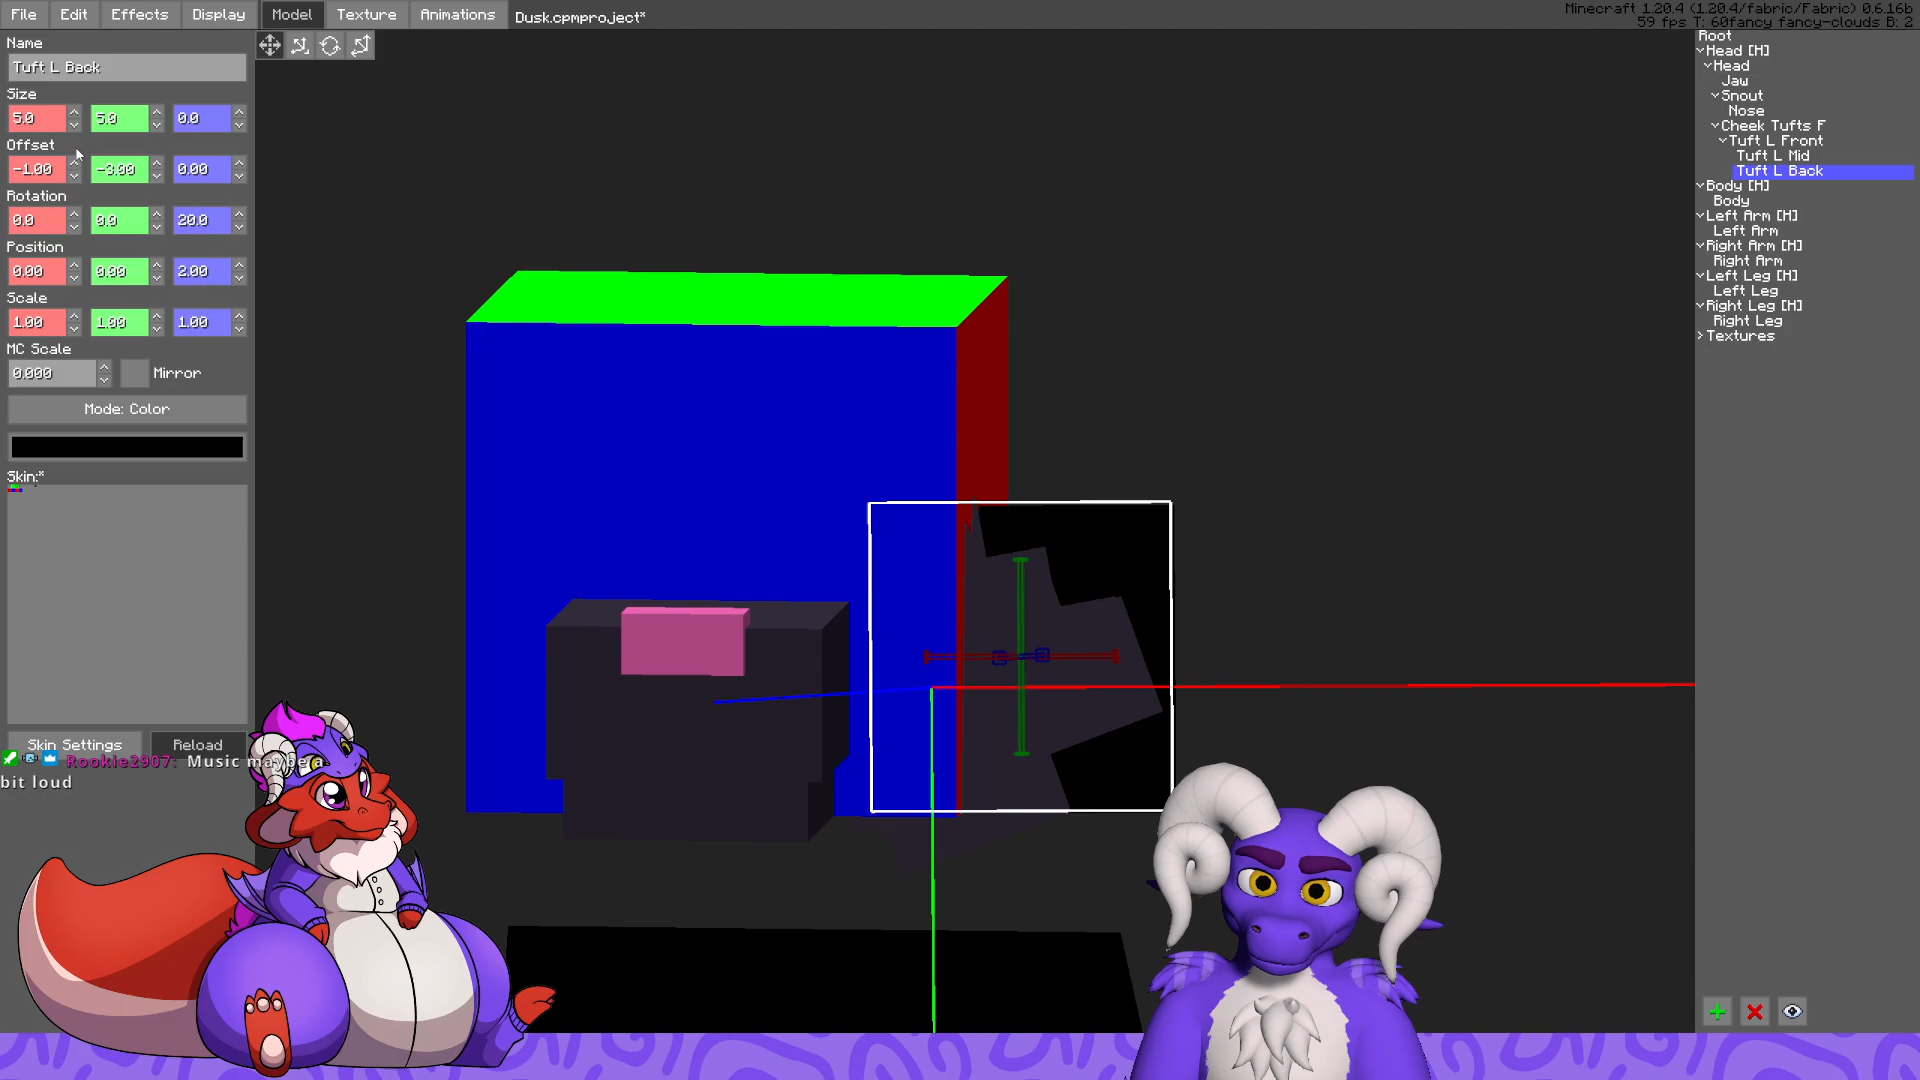 File Edit Effects Display Model Texture Animations Dusk.cpmproject*
Minecraft 1.20.4 (1.20.4/fabric/Fabric) 0.6.16b
59 fps T: 60fancy fancy-clouds B: 2
Name
Tuft L Back
Size
5.0 5.0 0.0
Offset
-1.00 -3.00 0.00
Rotation
0.0 0.0 20.0
Position
0.00 0.00 2.00
Scale
1.00 1.00 1.00
MC Scale
0.000 Mirror
Mode: Color
Skin:*
Skin Settings Reload
Rookie2907: Music maybe a
bit loud
Root
Head [H]
Head
Jaw
Snout
Nose
Cheek Tufts F
Tuft L Front
Tuft L Mid
Tuft L Back
Body [H]
Body
Left Arm [H]
Left Arm
Right Arm [H]
Right Arm
Left Leg [H]
Left Leg
Right Leg [H]
Right Leg
Textures